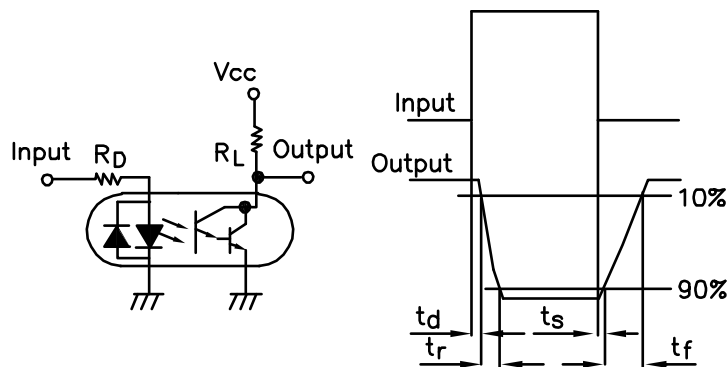 Vcc
Input
RD
RL
Output
Input
Output
10%
90%
td
ts
tr
tf